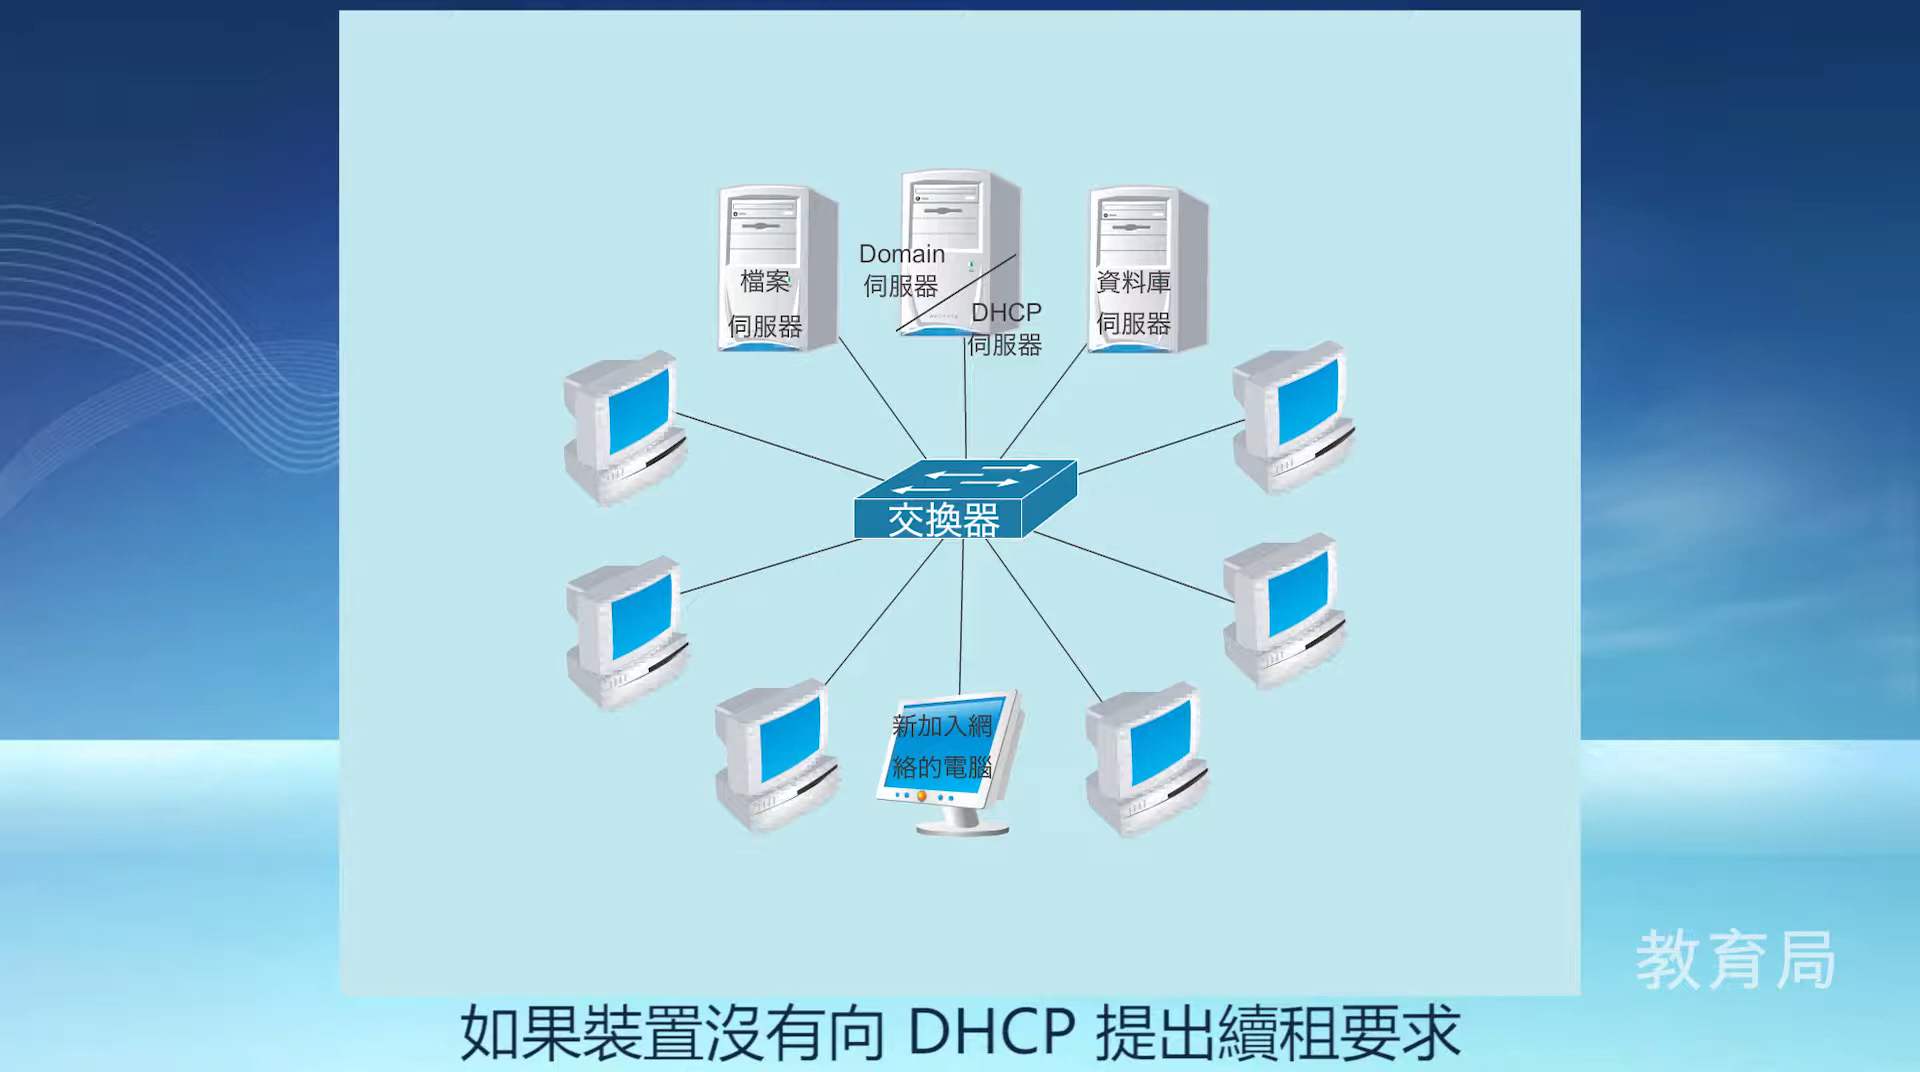 檔案
伺服器
Domain
伺服器
DHCP
伺服器
資料庫
伺服器
交換器
新加入網
絡的電腦
教育局
如果裝置沒有向 DHCP 提出續租要求